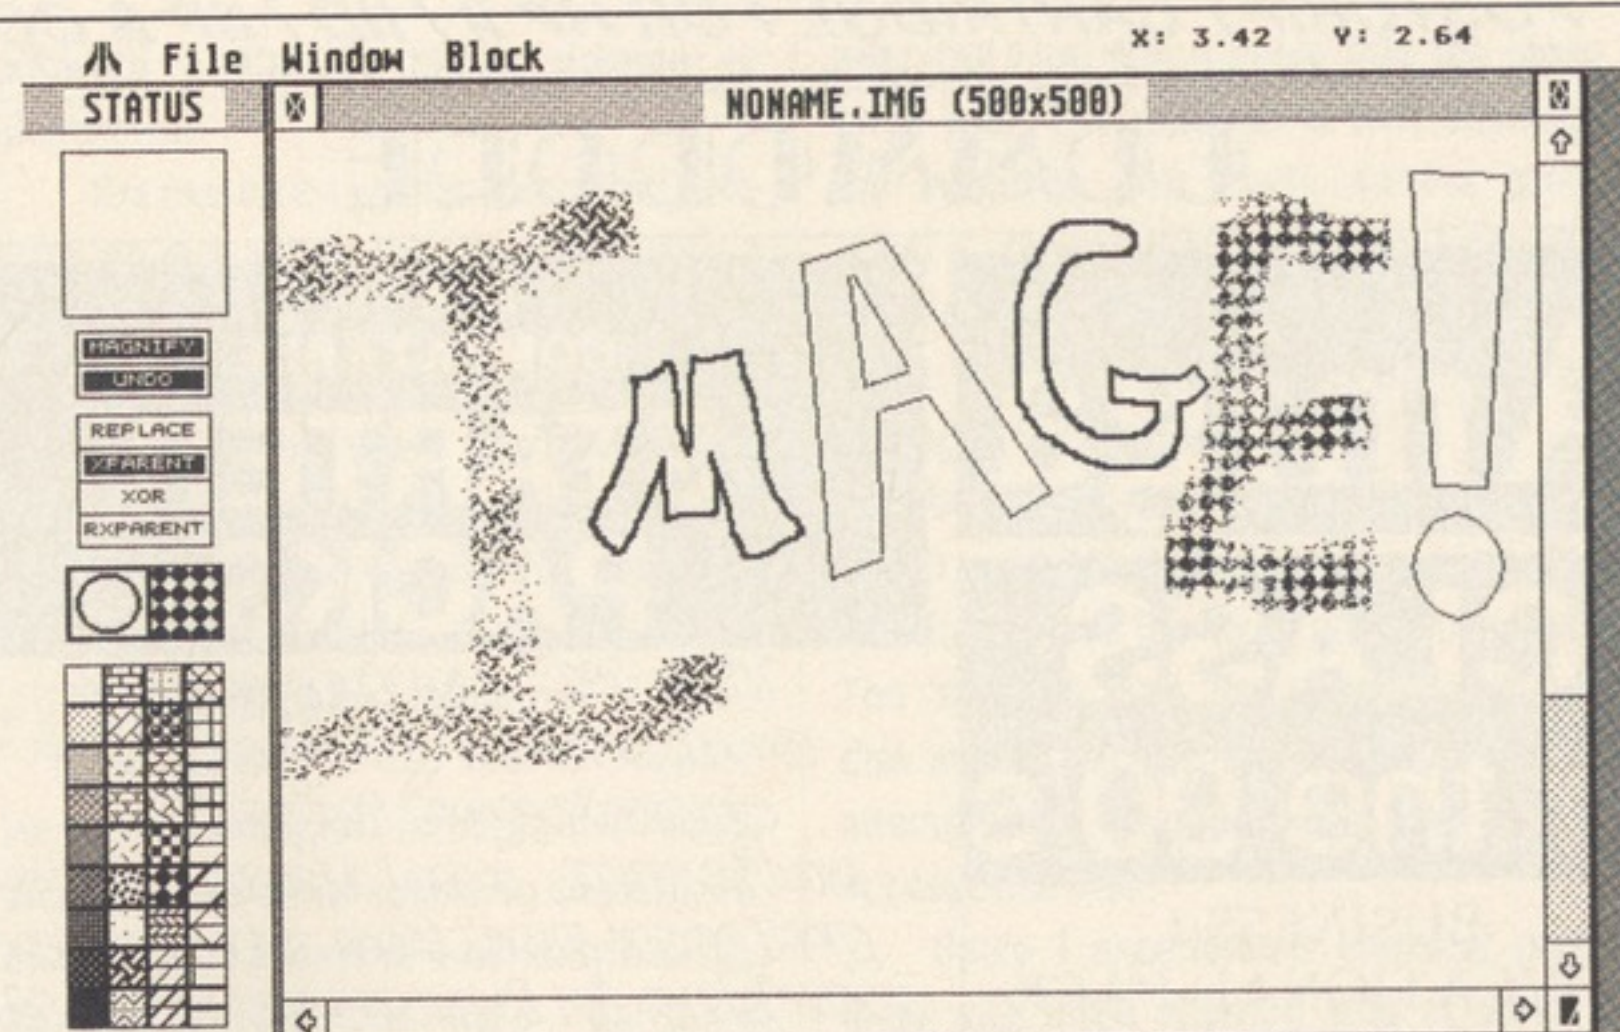 X: 3.42 Y: 2.64
File Window Block
STATUS
NONAME.IMG (500x500)
IMAGE!
MAGNIFY
UNDO
REPLACE
XPARENT
XOR
RXPARENT